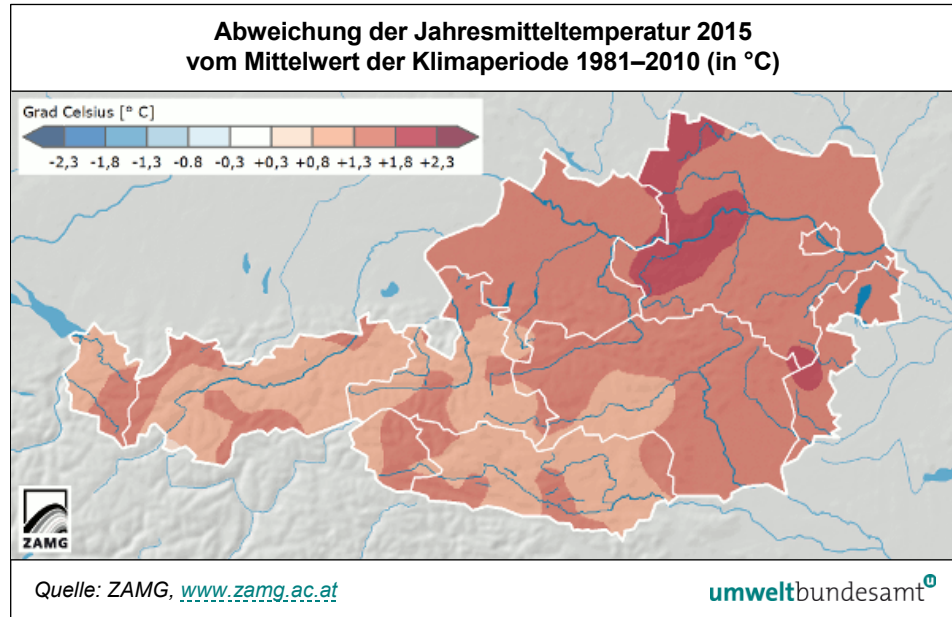 Abweichung der Jahresmitteltemperatur 2015
vom Mittelwert der Klimaperiode 1981–2010 (in °C)
Grad Celsius [° C]
-2,3 -1,8 -1,3 -0.8 -0,3 +0,3 +0,8 +1,3 +1,8 +2,3
ZAMG
Quelle: ZAMG, www.zamg.ac.at
umweltbundesamt u